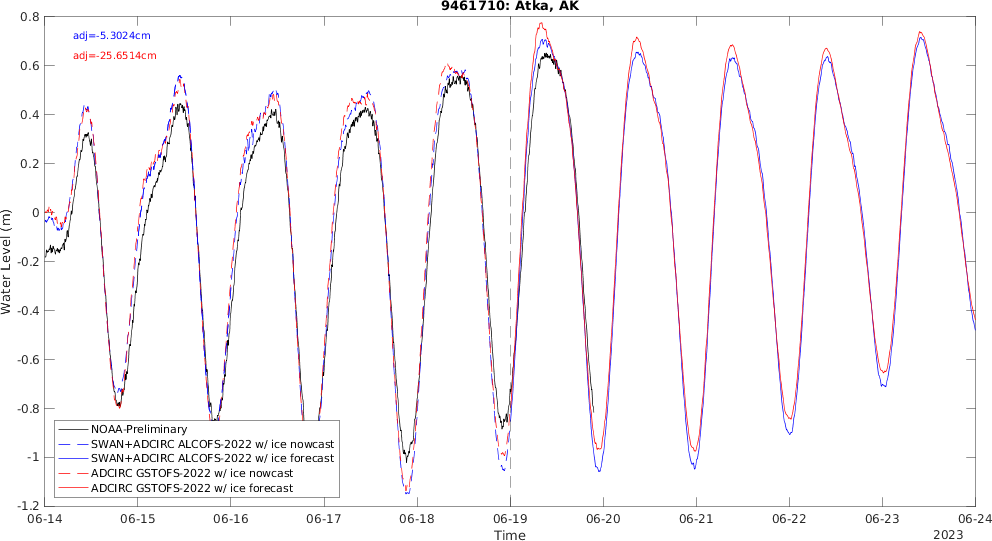 9461710: Atka, AK
adj=-5.3024cm
adj=-25.6514cm
Water Level (m)
0.8
0.6
0.4
0.2
0
-0.2
-0.4
-0.6
-0.8
-1
-1.2
NOAA-Preliminary
SWAN+ADCIRC ALCOFS-2022 w/ ice nowcast
SWAN+ADCIRC ALCOFS-2022 w/ ice forecast
ADCIRC GSTOFS-2022 w/ ice nowcast
ADCIRC GSTOFS-2022 w/ ice forecast
06-14 06-15 06-16 06-17 06-18 06-19 06-20 06-21 06-22 06-23 06-24
Time
2023